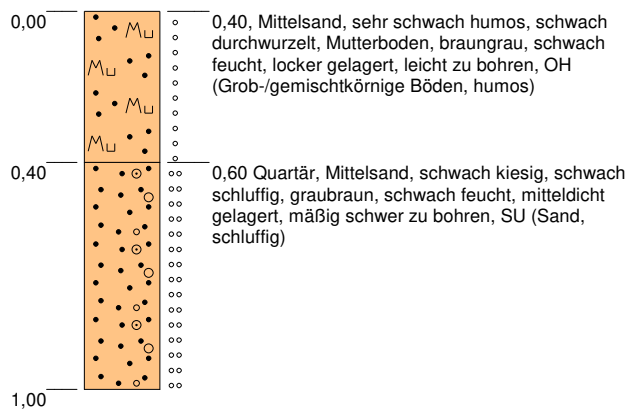 0,00
0,40, Mittelsand, sehr schwach humos, schwach
durchwurzelt, Mutterboden, braungrau, schwach
feucht, locker gelagert, leicht zu bohren, OH
(Grob-/gemischtkörnige Böden, humos)
Mu
Mu
Mu
Mu
0,40
0,60 Quartär, Mittelsand, schwach kiesig, schwach
schluffig, graubraun, schwach feucht, mitteldicht
gelagert, mäßig schwer zu bohren, SU (Sand,
schluffig)
1,00